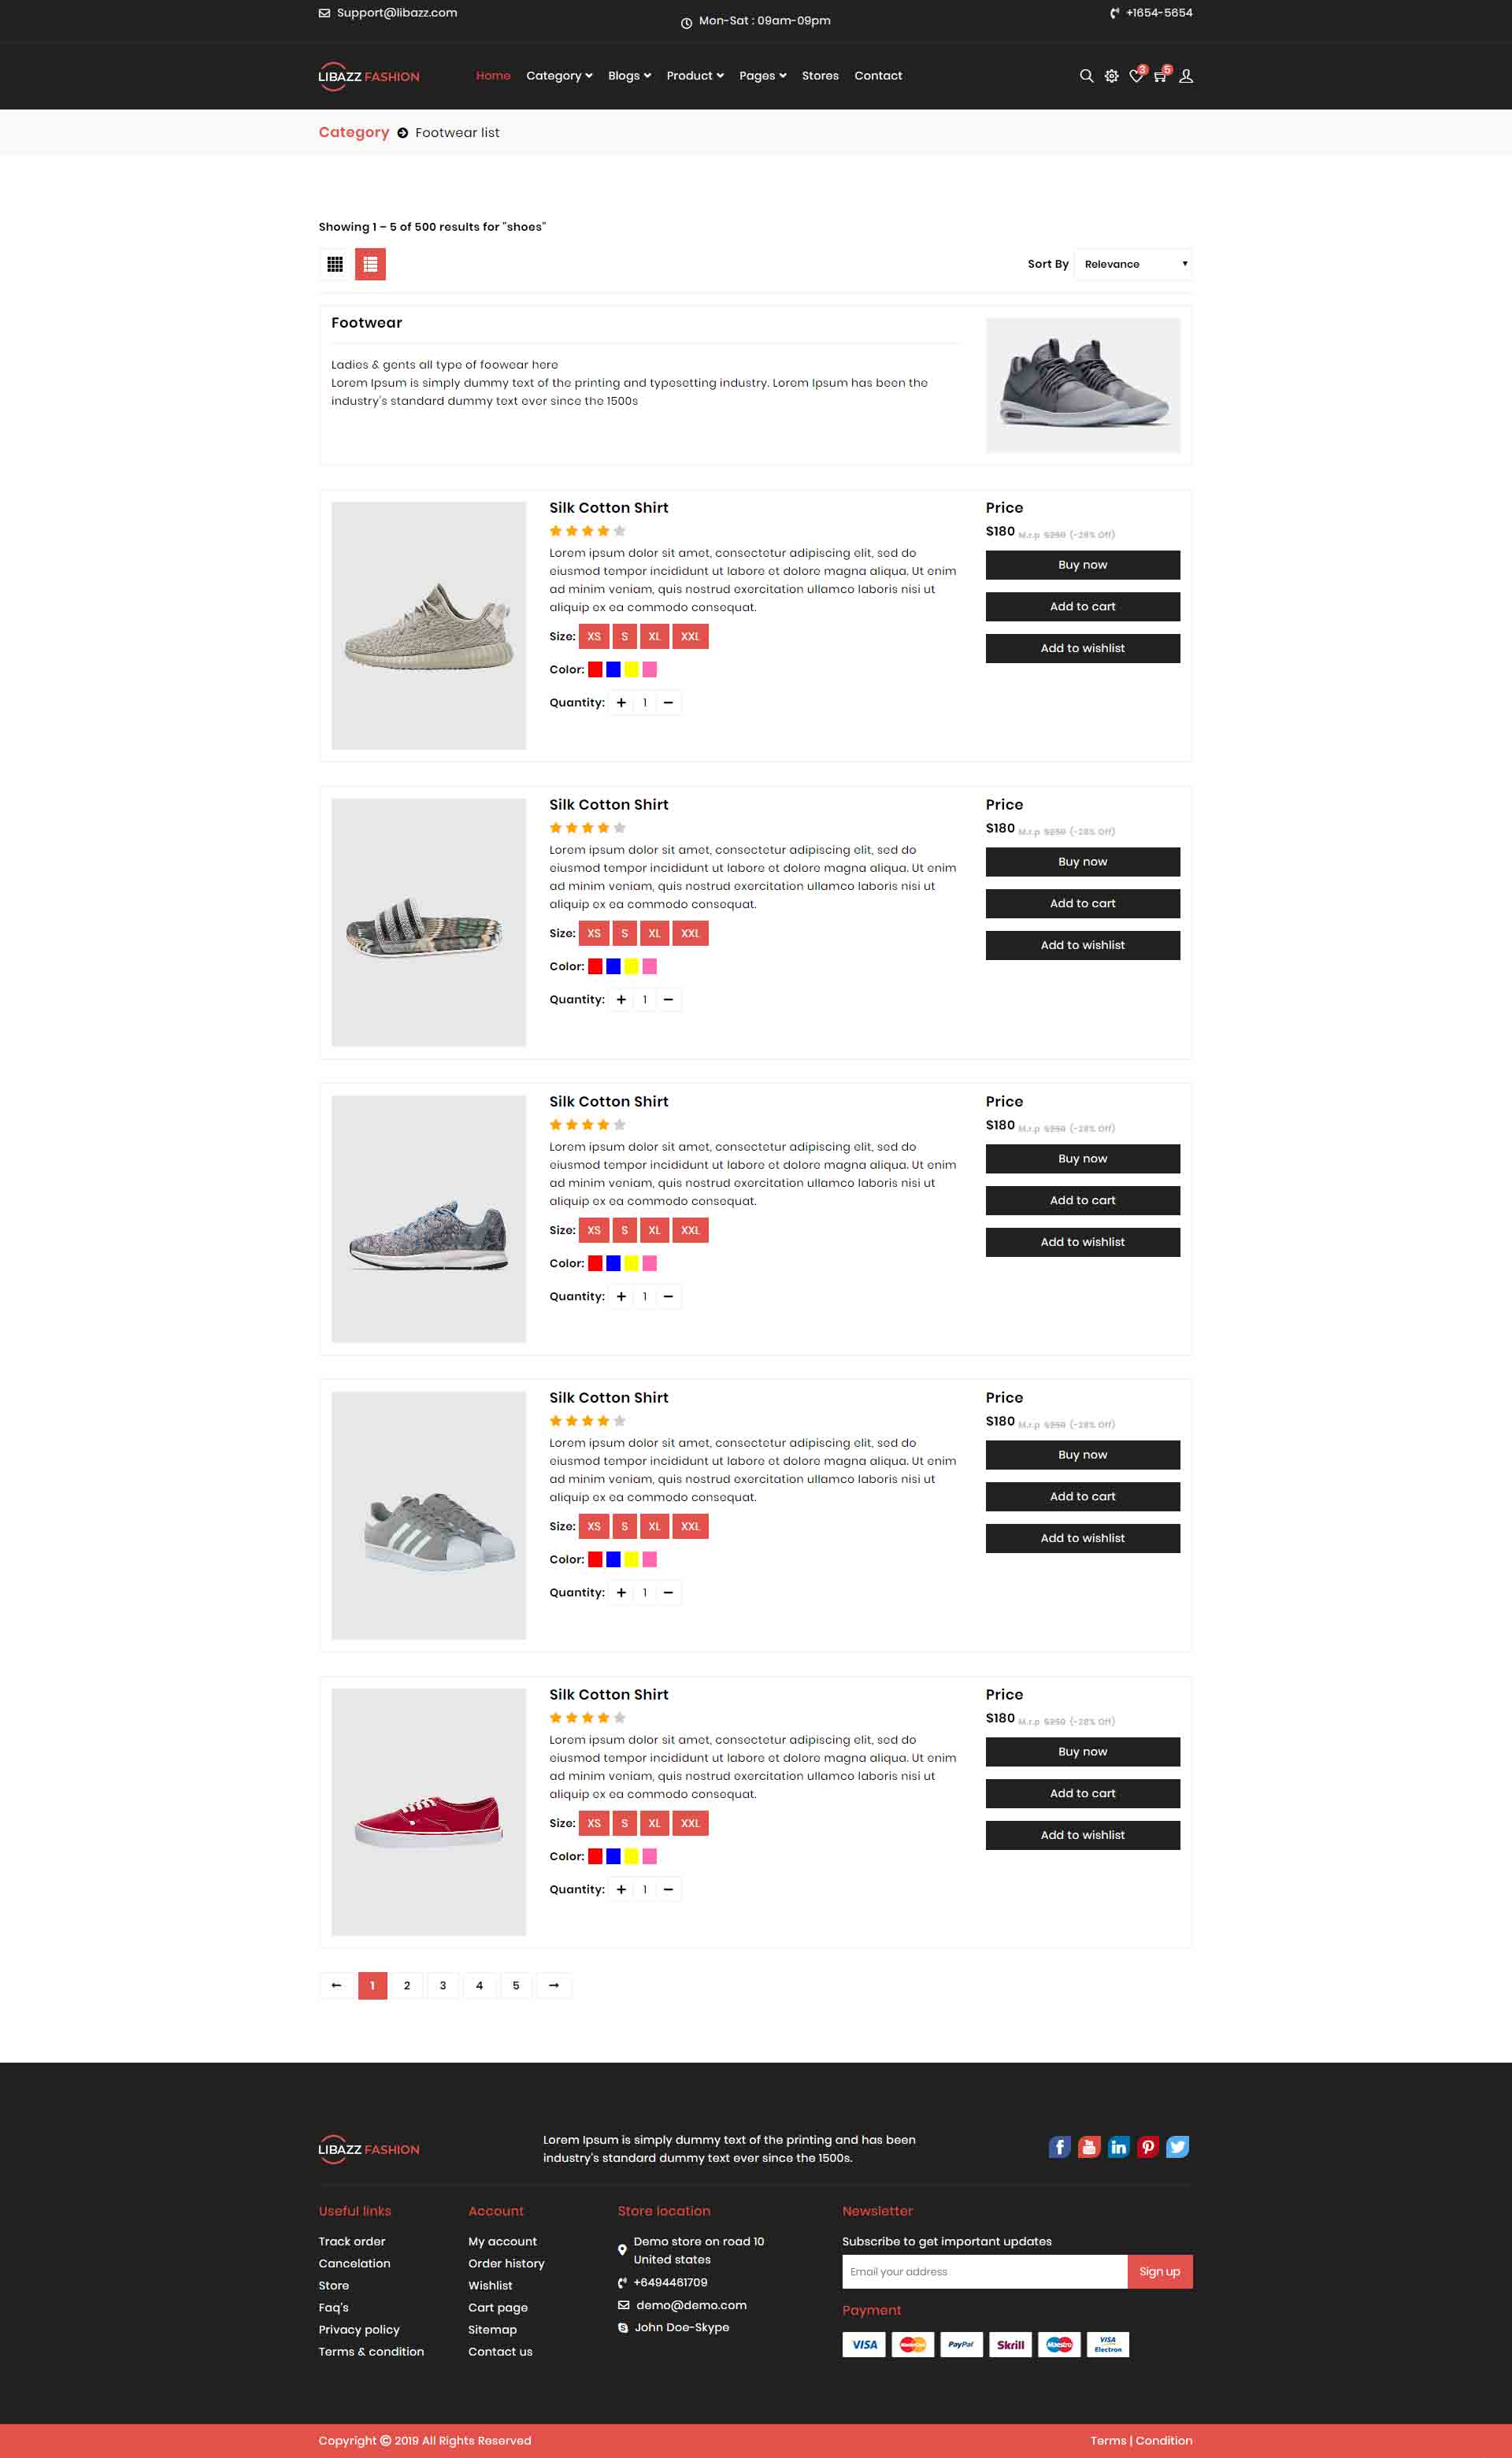 Support@libazz.com
Mon-Sat : 09am-09pm
+1654-5654
LIBAZZ FASHION
Home Category Blogs Product Pages Stores Contact
3 5
Category Footwear list
Showing 1 – 5 of 500 results for "shoes"
Sort By Relevance
Footwear
Ladies & gents all type of foowear here
Lorem Ipsum is simply dummy text of the printing and typesetting industry. Lorem Ipsum has been the
industry's standard dummy text ever since the 1500s
Silk Cotton Shirt
Lorem ipsum dolor sit amet, consectetur adipiscing elit, sed do
eiusmod tempor incididunt ut labore et dolore magna aliqua. Ut enim
ad minim veniam, quis nostrud exercitation ullamco laboris nisi ut
aliquip ex ea commodo consequat.
Size: XS S XL XXL
Color:
Quantity: + 1 −
Price
$180 M.r.p $250 (-28% Off)
Buy now
Add to cart
Add to wishlist
Silk Cotton Shirt
Lorem ipsum dolor sit amet, consectetur adipiscing elit, sed do
eiusmod tempor incididunt ut labore et dolore magna aliqua. Ut enim
ad minim veniam, quis nostrud exercitation ullamco laboris nisi ut
aliquip ex ea commodo consequat.
Size: XS S XL XXL
Color:
Quantity: + 1 −
Price
$180 M.r.p $250 (-28% Off)
Buy now
Add to cart
Add to wishlist
Silk Cotton Shirt
Lorem ipsum dolor sit amet, consectetur adipiscing elit, sed do
eiusmod tempor incididunt ut labore et dolore magna aliqua. Ut enim
ad minim veniam, quis nostrud exercitation ullamco laboris nisi ut
aliquip ex ea commodo consequat.
Size: XS S XL XXL
Color:
Quantity: + 1 −
Price
$180 M.r.p $250 (-28% Off)
Buy now
Add to cart
Add to wishlist
Silk Cotton Shirt
Lorem ipsum dolor sit amet, consectetur adipiscing elit, sed do
eiusmod tempor incididunt ut labore et dolore magna aliqua. Ut enim
ad minim veniam, quis nostrud exercitation ullamco laboris nisi ut
aliquip ex ea commodo consequat.
Size: XS S XL XXL
Color:
Quantity: + 1 −
Price
$180 M.r.p $250 (-28% Off)
Buy now
Add to cart
Add to wishlist
Silk Cotton Shirt
Lorem ipsum dolor sit amet, consectetur adipiscing elit, sed do
eiusmod tempor incididunt ut labore et dolore magna aliqua. Ut enim
ad minim veniam, quis nostrud exercitation ullamco laboris nisi ut
aliquip ex ea commodo consequat.
Size: XS S XL XXL
Color:
Quantity: + 1 −
Price
$180 M.r.p $250 (-28% Off)
Buy now
Add to cart
Add to wishlist
← 1 2 3 4 5 →
LIBAZZ FASHION
Lorem Ipsum is simply dummy text of the printing and has been
industry's standard dummy text ever since the 1500s.
Useful links
Track order
Cancelation
Store
Faq's
Privacy policy
Terms & condition
Account
My account
Order history
Wishlist
Cart page
Sitemap
Contact us
Store location
Demo store on road 10
United states
+6494461709
demo@demo.com
John Doe-Skype
Newsletter
Subscribe to get important updates
Email your address Sign up
Payment
VISA MasterCard PayPal Skrill Maestro VISA Electron
Copyright © 2019 All Rights Reserved
Terms | Condition